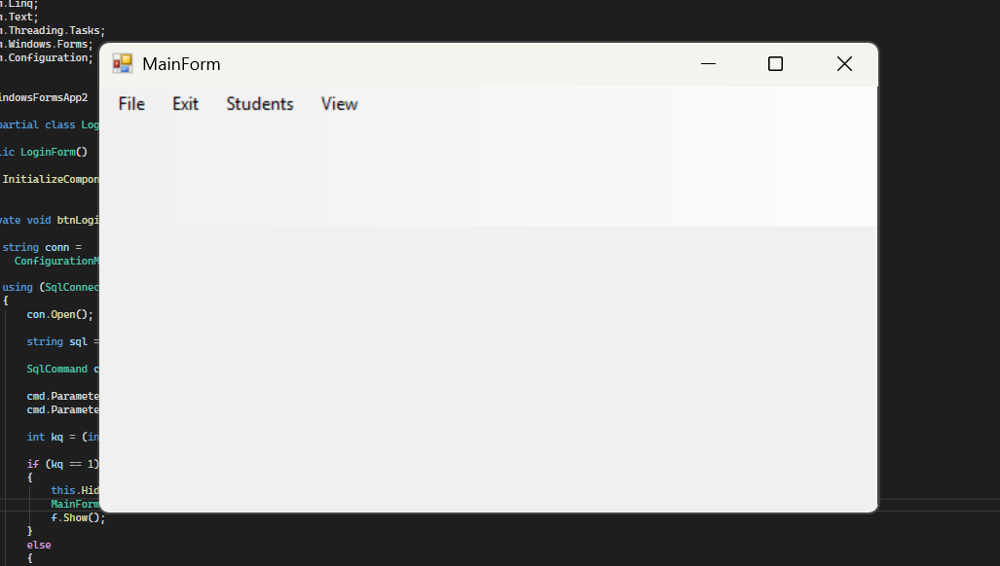 .Linq;
.Text;
.Threading.Tasks;
.Windows.Forms;
.Configuration;
MainForm
File Exit Students View
indowsFormsApp2
partial class Log
lic LoginForm()
InitializeCompon
vate void btnLogi
string conn =
ConfigurationM
using (SqlConnec
{
con.Open();
string sql =
SqlCommand c
cmd.Paramete
cmd.Paramete
int kq = (in
if (kq == 1)
{
this.Hid
MainForm
f.Show();
}
else
{